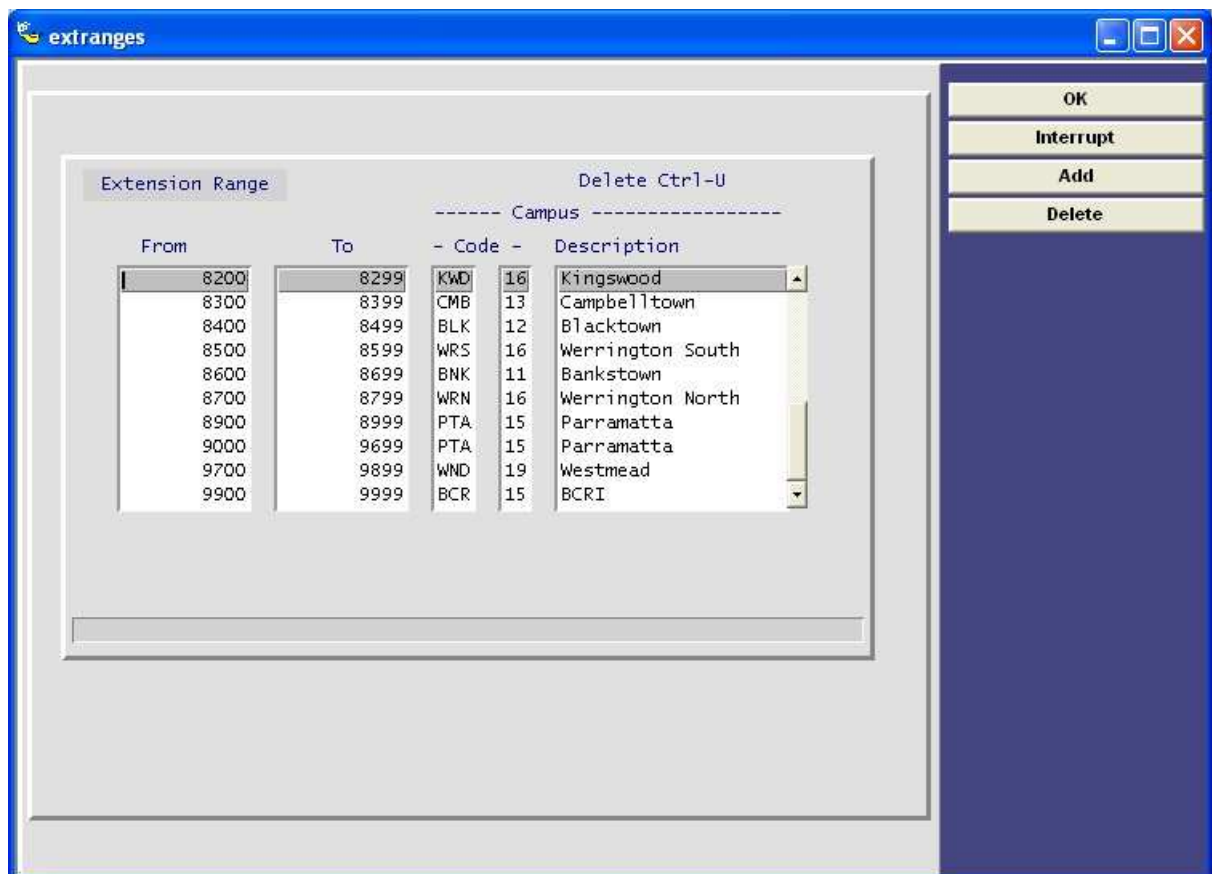 extranges
OK
Interrupt
Add
Delete
Extension Range Delete Ctrl-U
------ Campus -----------------
From To - Code - Description
8200 8299 KWD 16 Kingswood
8300 8399 CMB 13 Campbelltown
8400 8499 BLK 12 Blacktown
8500 8599 WRS 16 Werrington South
8600 8699 BNK 11 Bankstown
8700 8799 WRN 16 Werrington North
8900 8999 PTA 15 Parramatta
9000 9699 PTA 15 Parramatta
9700 9899 WND 19 Westmead
9900 9999 BCR 15 BCRI